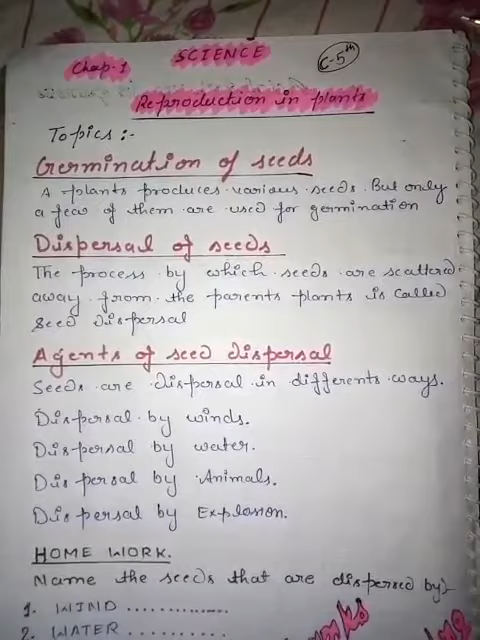 Chap. 1 SCIENCE C-5th
Reproduction in plants
Topics :-
Germination of seeds
A plants produces various seeds. But only
a few of them are used for germination
Dispersal of seeds
The process by which seeds are scattered
away from the parents plants is called
seed dispersal
Agents of seed dispersal
Seeds are dispersal in differents ways.
Dispersal by winds.
Dispersal by water.
Dispersal by Animals.
Dispersal by Explosion.
HOME WORK.
Name the seeds that are dispersed by:-
1. WIND ..............
2. WATER ..........